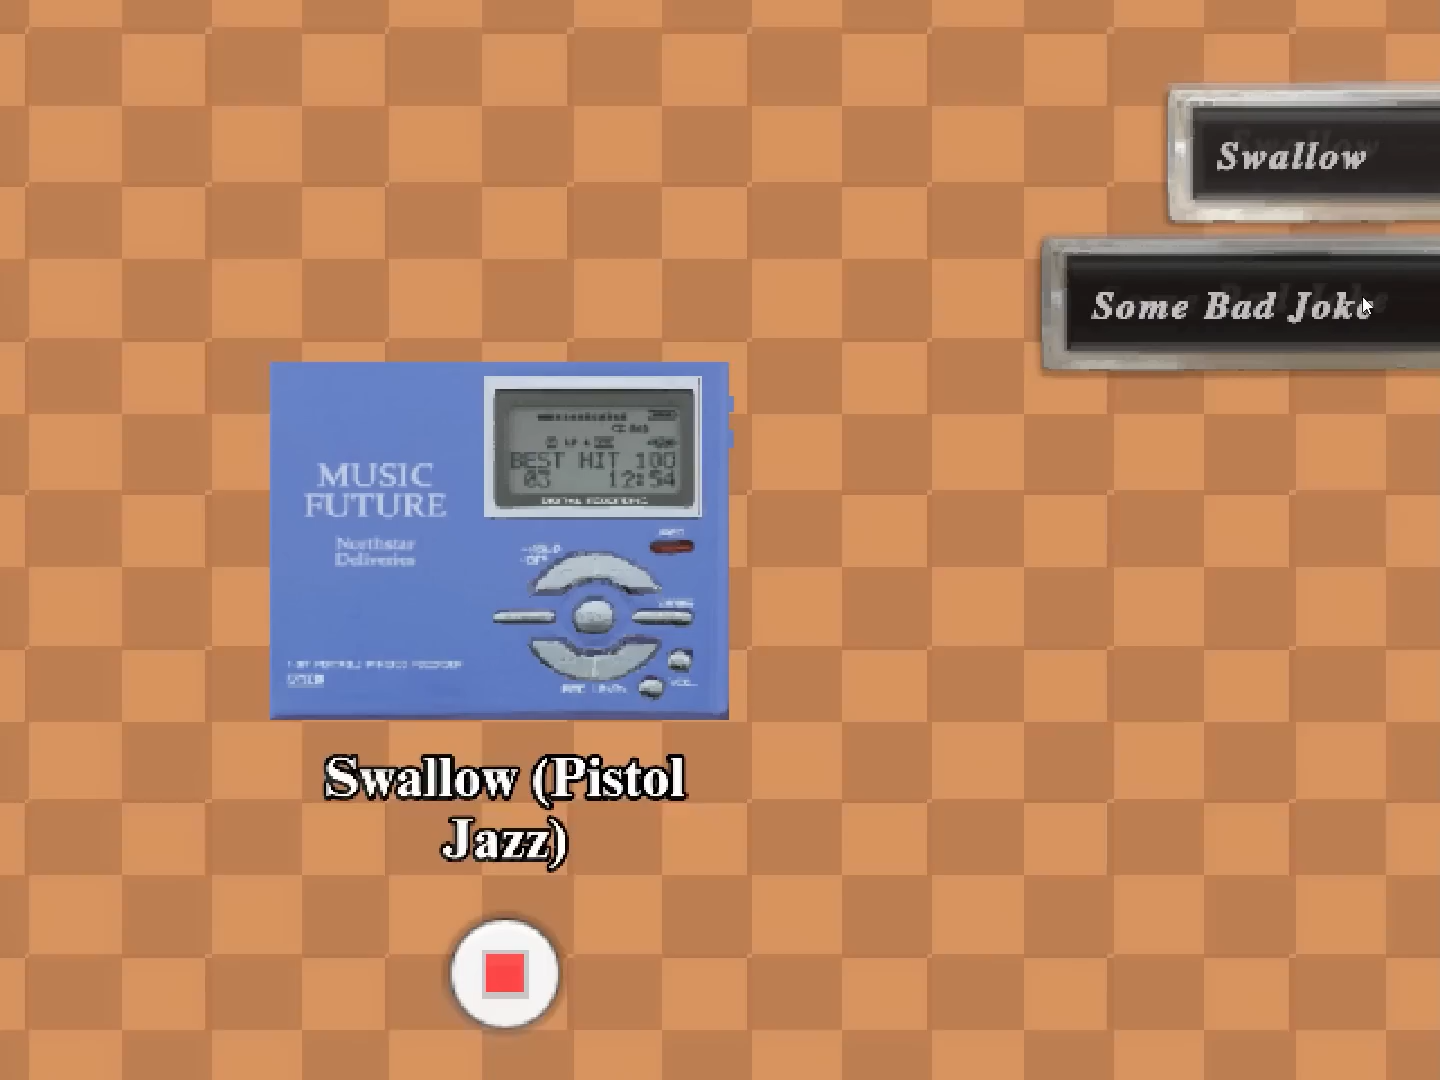 Swallow
Some Bad Joke
BEST HIT 100
03 12:54
MUSIC
FUTURE
Northstar
Deliveries
Swallow (Pistol
Jazz)